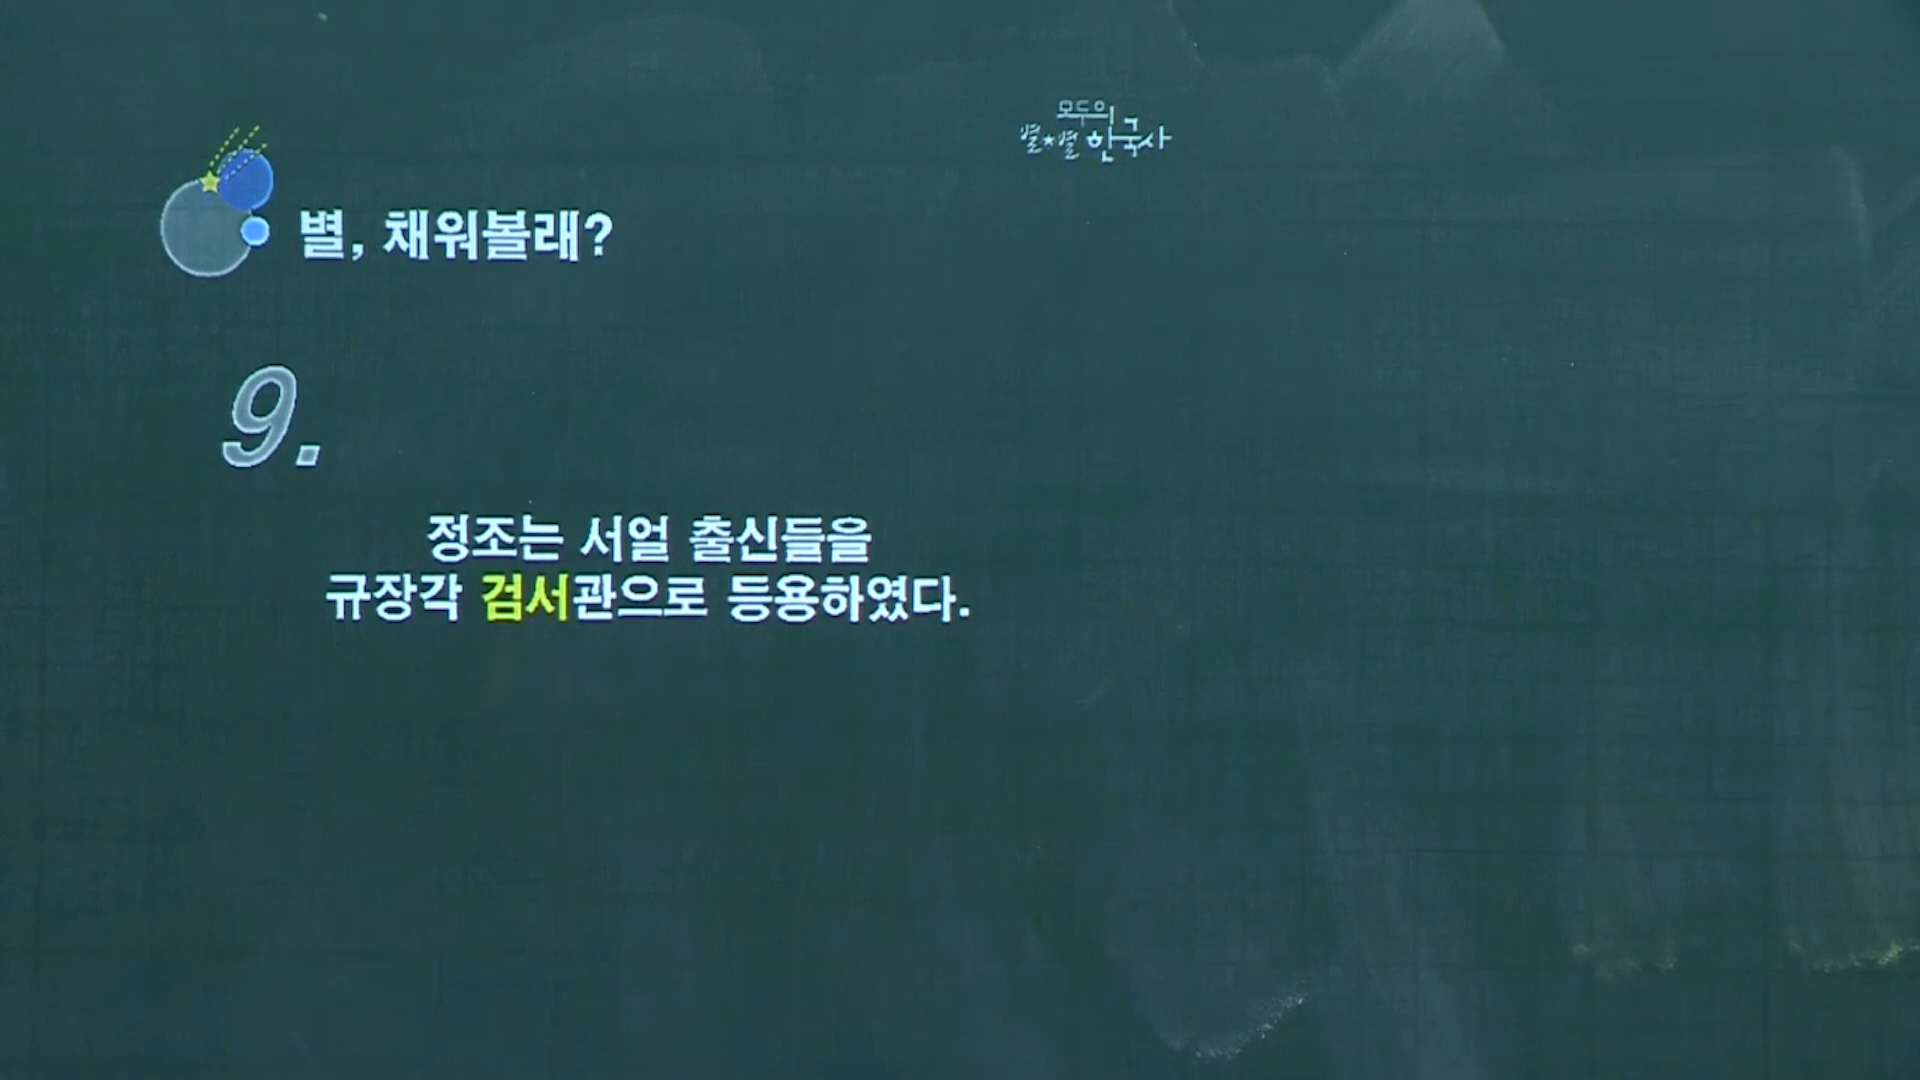 모두의
별★별 한국사
별, 채워볼래?
9.
정조는 서얼 출신들을
규장각 검서관으로 등용하였다.